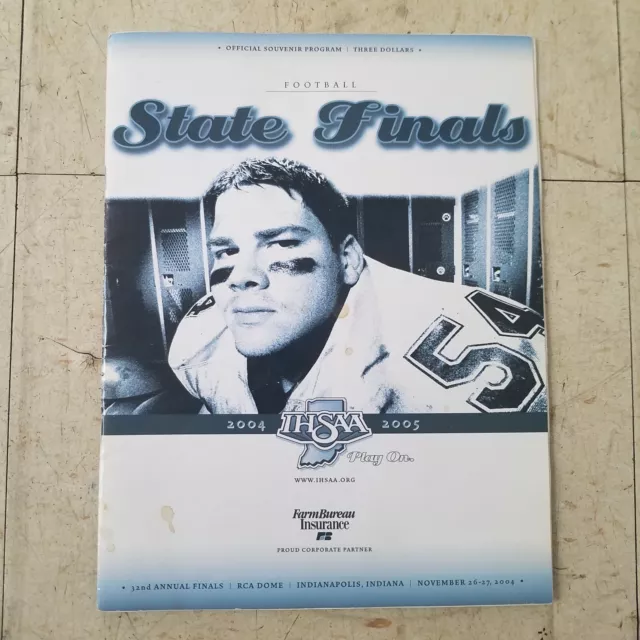 • OFFICIAL SOUVENIR PROGRAM | THREE DOLLARS •
FOOTBALL
State Finals
54
2004 IHSAA 2005
Play On.
WWW.IHSAA.ORG
FarmBureau
Insurance
FB
PROUD CORPORATE PARTNER
• 32nd ANNUAL FINALS | RCA DOME | INDIANAPOLIS, INDIANA | NOVEMBER 26-27, 2004 •